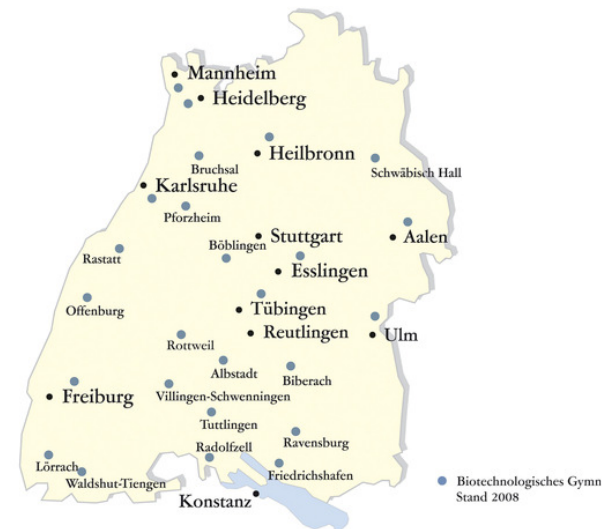 Mannheim
Heidelberg
Heilbronn
Bruchsal
Schwäbisch Hall
Karlsruhe
Pforzheim
Stuttgart
Aalen
Böblingen
Rastatt
Esslingen
Offenburg
Tübingen
Reutlingen
Ulm
Rottweil
Albstadt
Biberach
Freiburg
Villingen-Schwenningen
Tuttlingen
Ravensburg
Radolfzell
Lörrach
Friedrichshafen
Waldshut-Tiengen
Biotechnologisches Gymn
Stand 2008
Konstanz